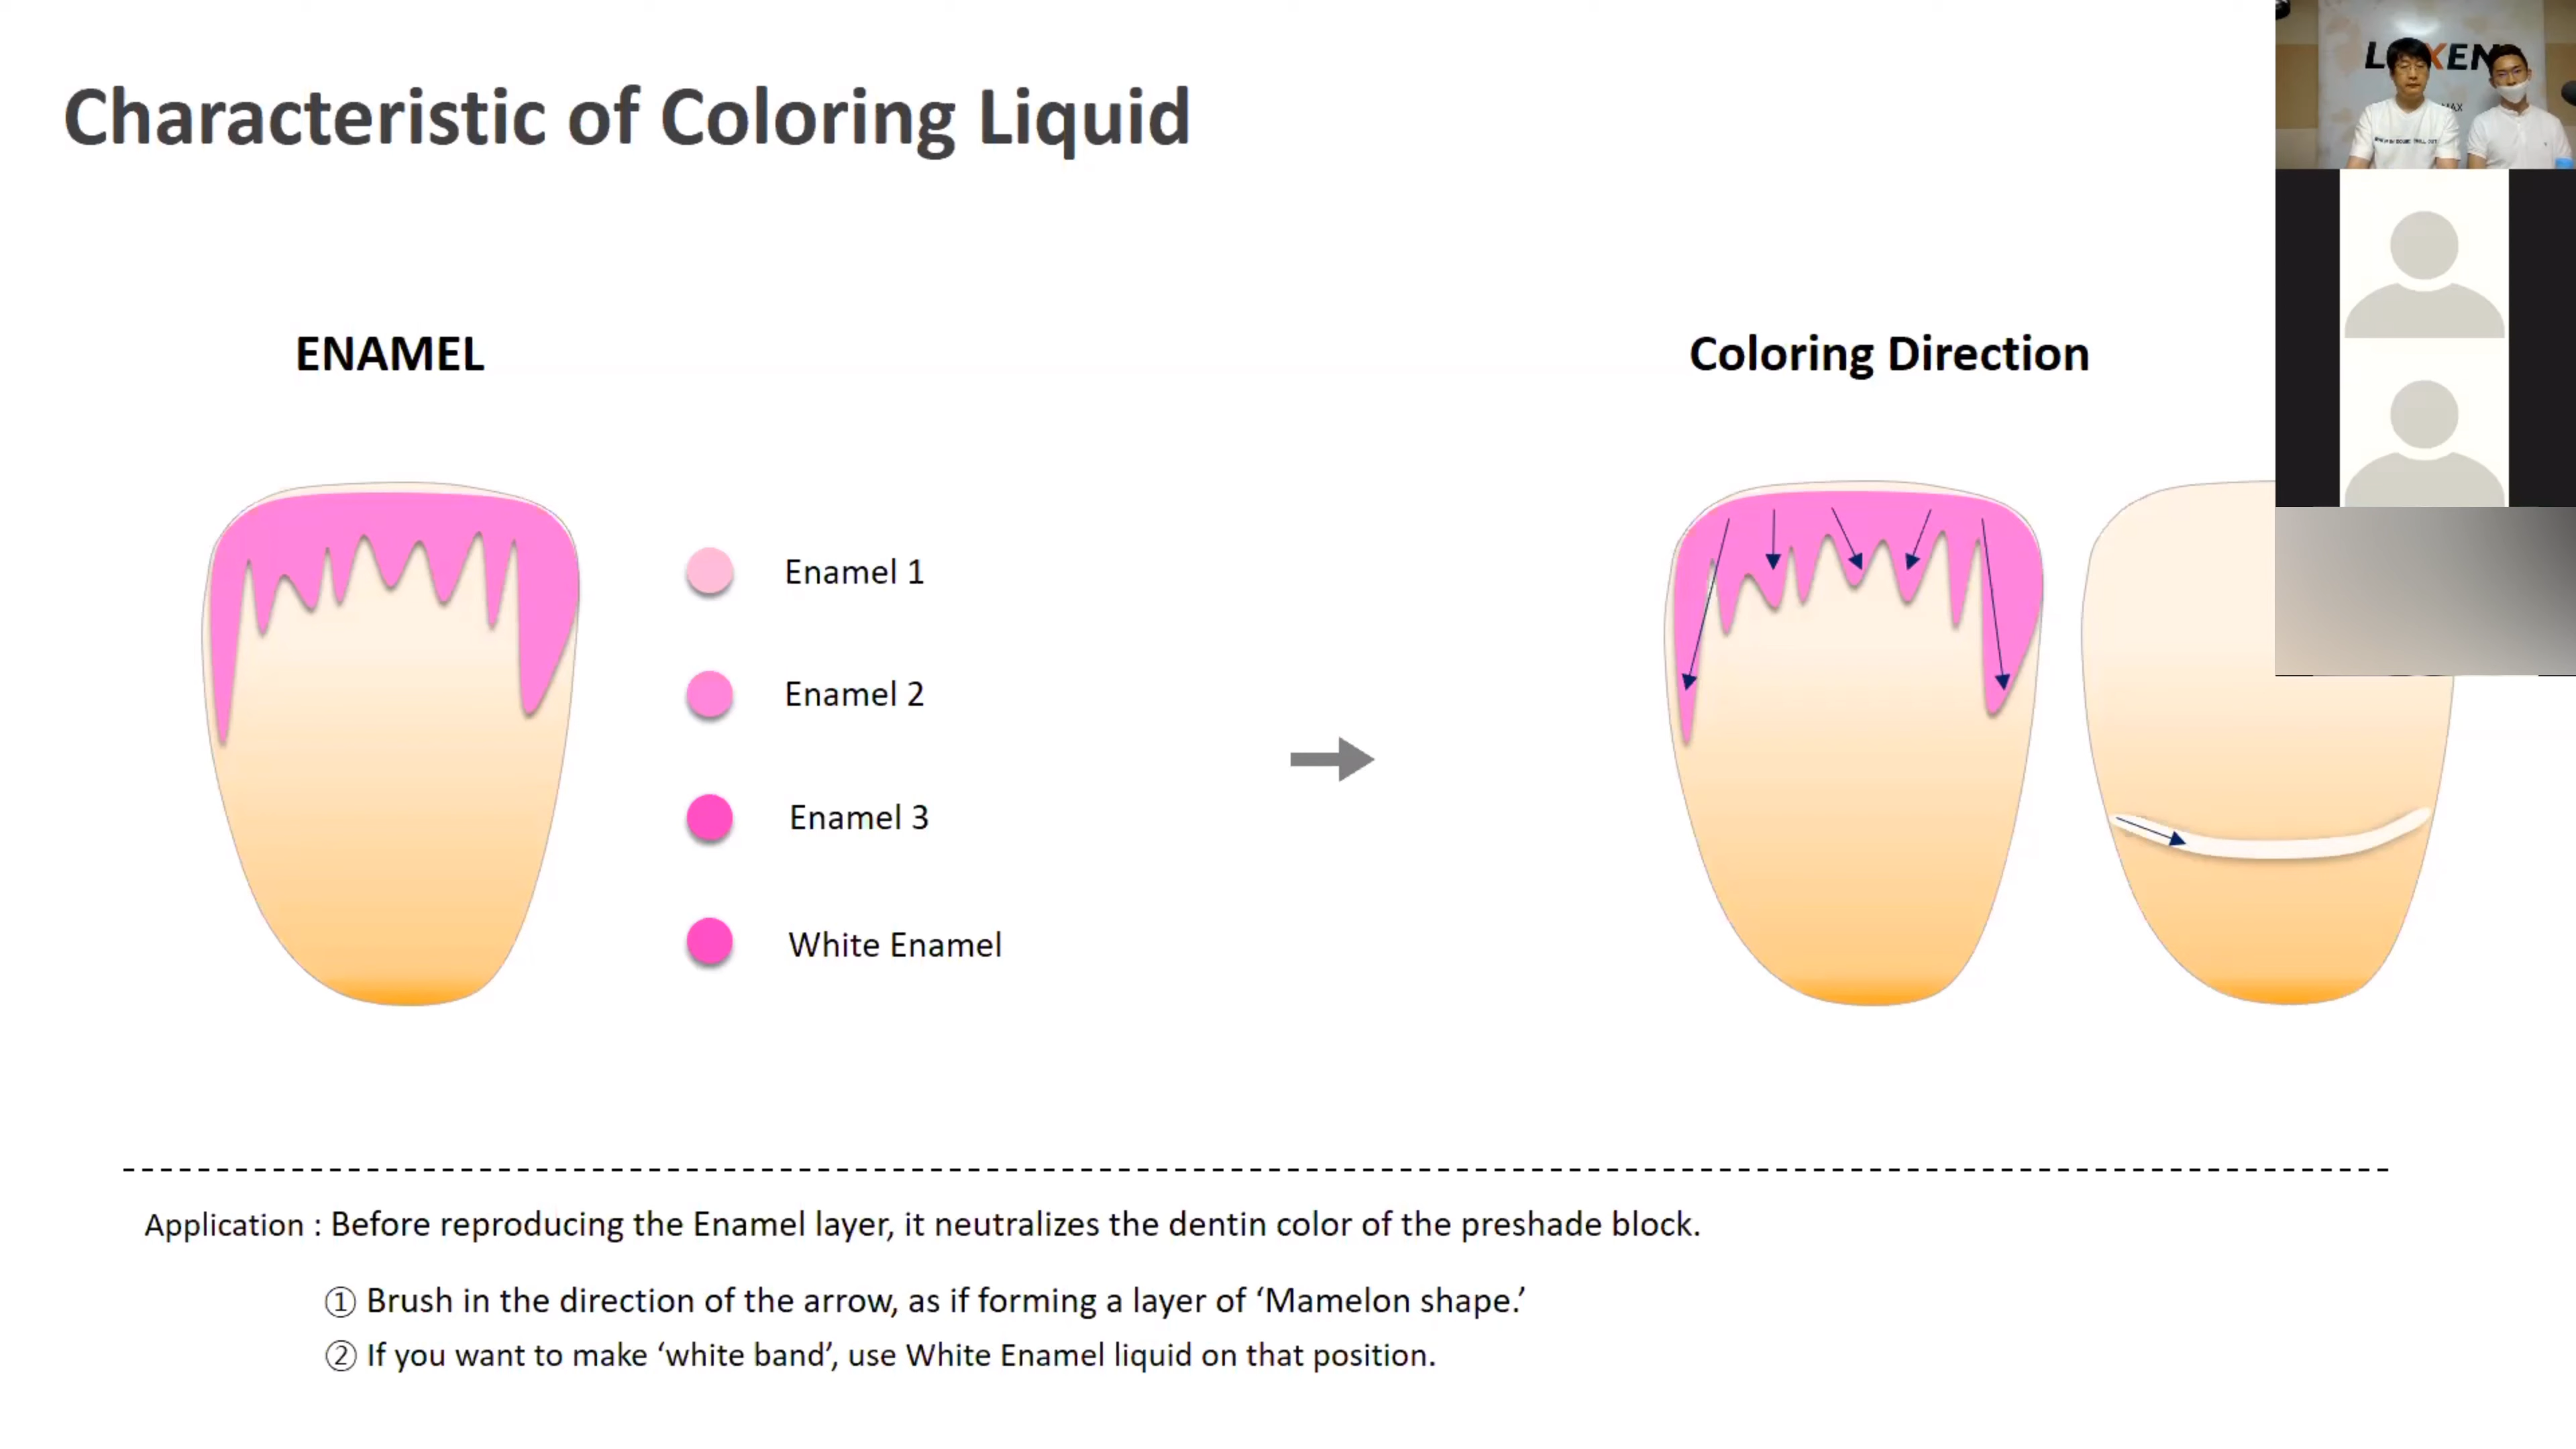 Characteristic of Coloring Liquid
ENAMEL
Coloring Direction
Enamel 1
Enamel 2
Enamel 3
White Enamel
Application : Before reproducing the Enamel layer, it neutralizes the dentin color of the preshade block.
① Brush in the direction of the arrow, as if forming a layer of ‘Mamelon shape.’
② If you want to make ‘white band’, use White Enamel liquid on that position.